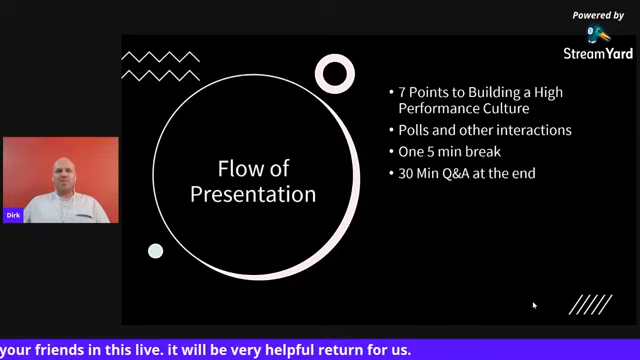 Powered by
StreamYard
Flow of
Presentation
• 7 Points to Building a High
Performance Culture
• Polls and other interactions
• One 5 min break
• 30 Min Q&A at the end
Dirk
your friends in this live. it will be very helpful return for us.